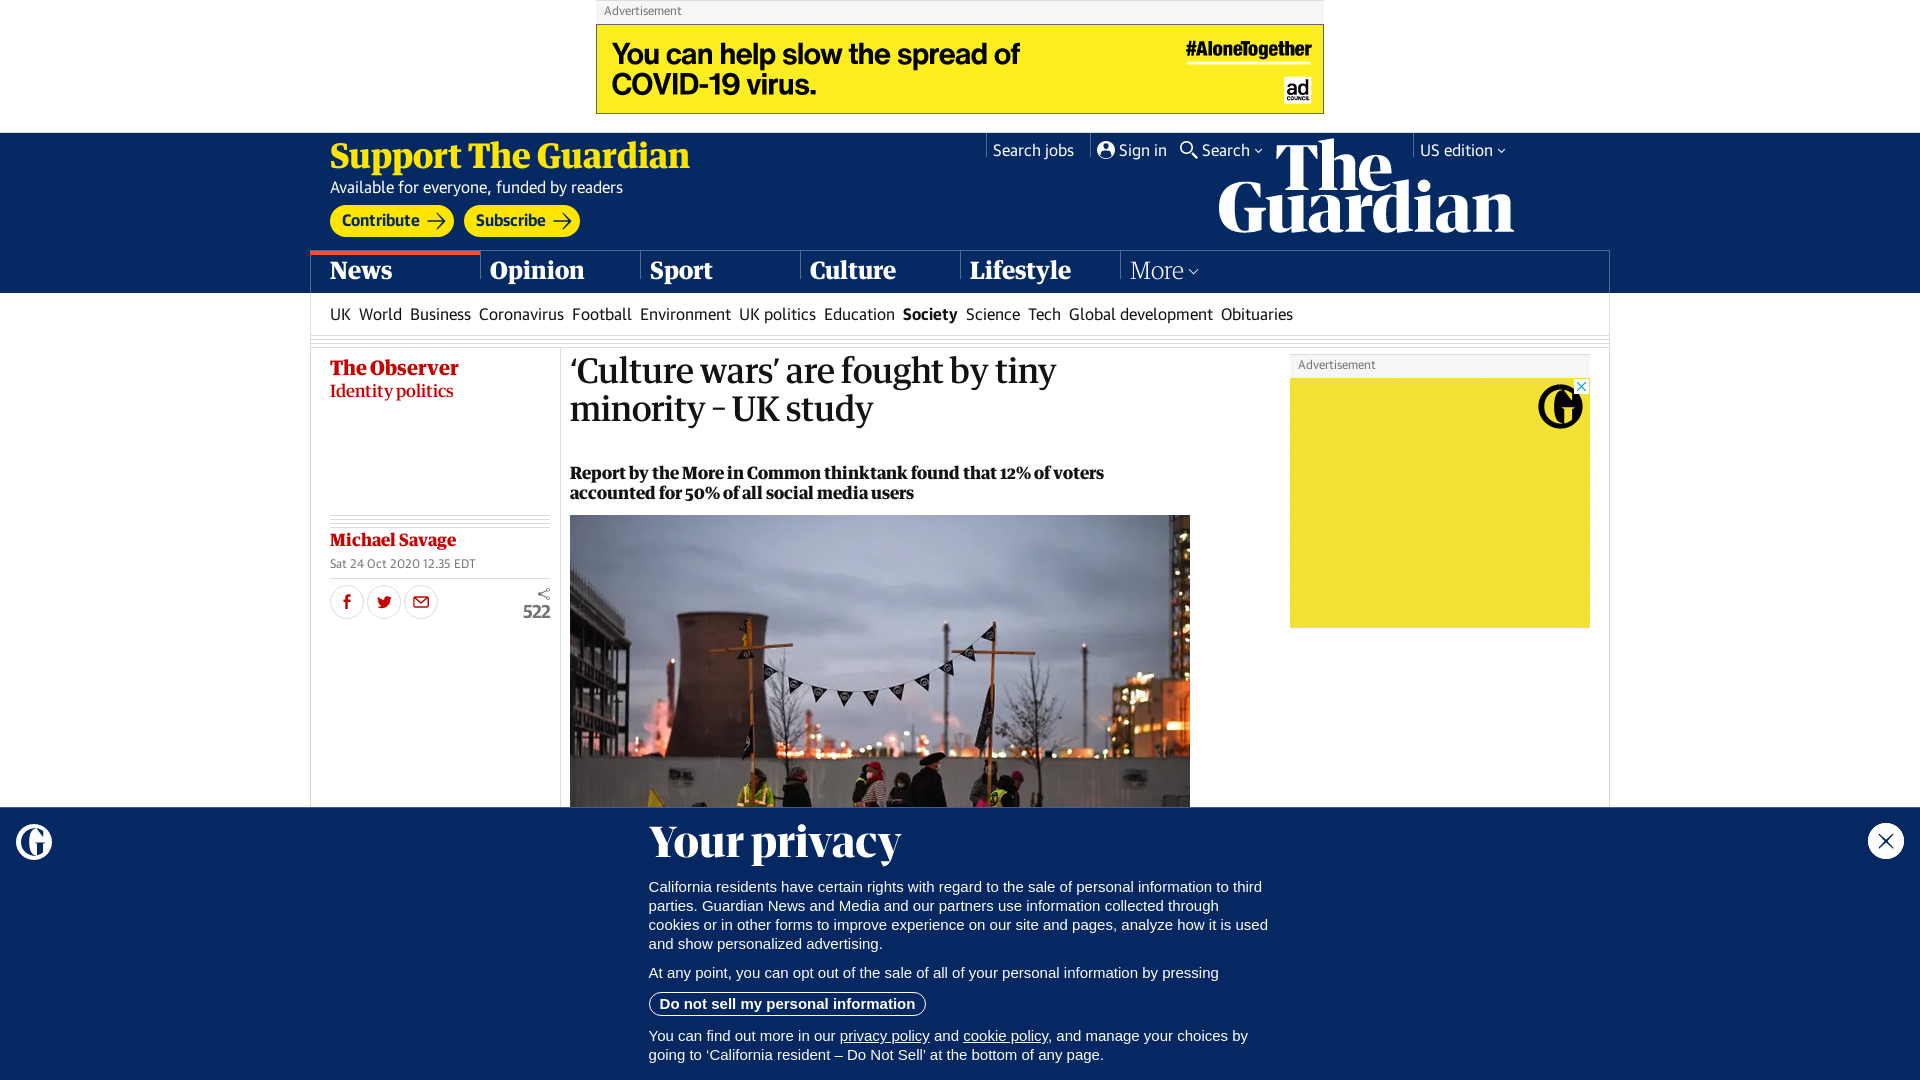 Advertisement
You can help slow the spread of
COVID-19 virus.
#AloneTogether
ad
COUNCIL
Support The Guardian
Available for everyone, funded by readers
Contribute
Subscribe
Search jobs
Sign in
Search
US edition
The
Guardian
News
Opinion
Sport
Culture
Lifestyle
More
UK World Business Coronavirus Football Environment UK politics Education Society Science Tech Global development Obituaries
The Observer
Identity politics
‘Culture wars’ are fought by tiny
minority – UK study
Report by the More in Common thinktank found that 12% of voters
accounted for 50% of all social media users
Michael Savage
Sat 24 Oct 2020 12.35 EDT
522
Advertisement
G
G
Your privacy
California residents have certain rights with regard to the sale of personal information to third
parties. Guardian News and Media and our partners use information collected through
cookies or in other forms to improve experience on our site and pages, analyze how it is used
and show personalized advertising.
At any point, you can opt out of the sale of all of your personal information by pressing
Do not sell my personal information
You can find out more in our privacy policy and cookie policy, and manage your choices by
going to ‘California resident – Do Not Sell’ at the bottom of any page.